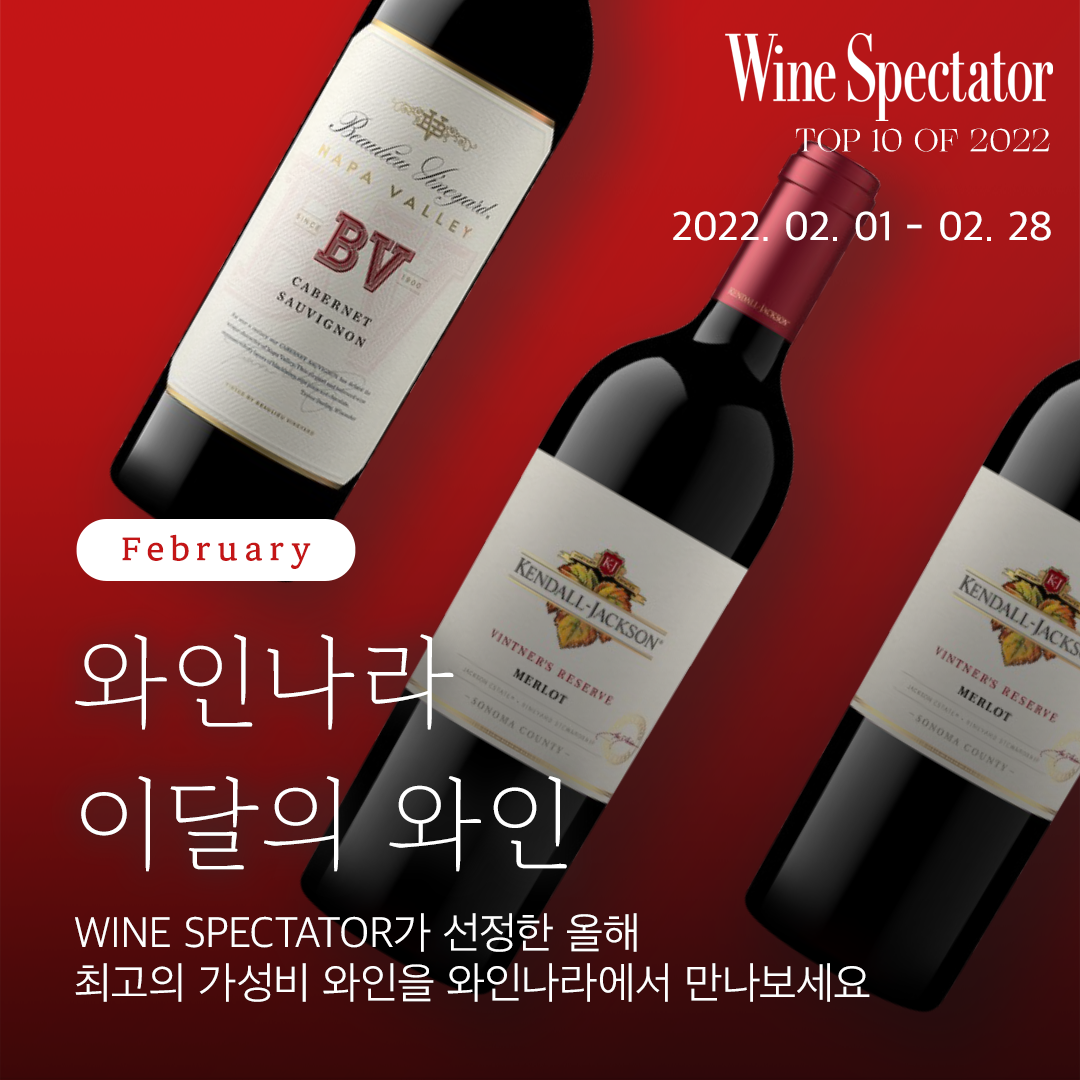 Wine Spectator
TOP 10 OF 2022
2022. 02. 01 - 02. 28
Beaulieu Vineyard
NAPA VALLEY
SINCE
BV
1900
CABERNET
SAUVIGNON
KENDALL-JACKSON
KJ
KENDALL-JACKSON®
VINTNER'S RESERVE
MERLOT
SONOMA COUNTY
KJ
KENDALL-JACKS
VINTNER'S RESERVE
MERLOT
SONOMA COUNTY
February
와인나라
이달의 와인
WINE SPECTATOR가 선정한 올해
최고의 가성비 와인을 와인나라에서 만나보세요